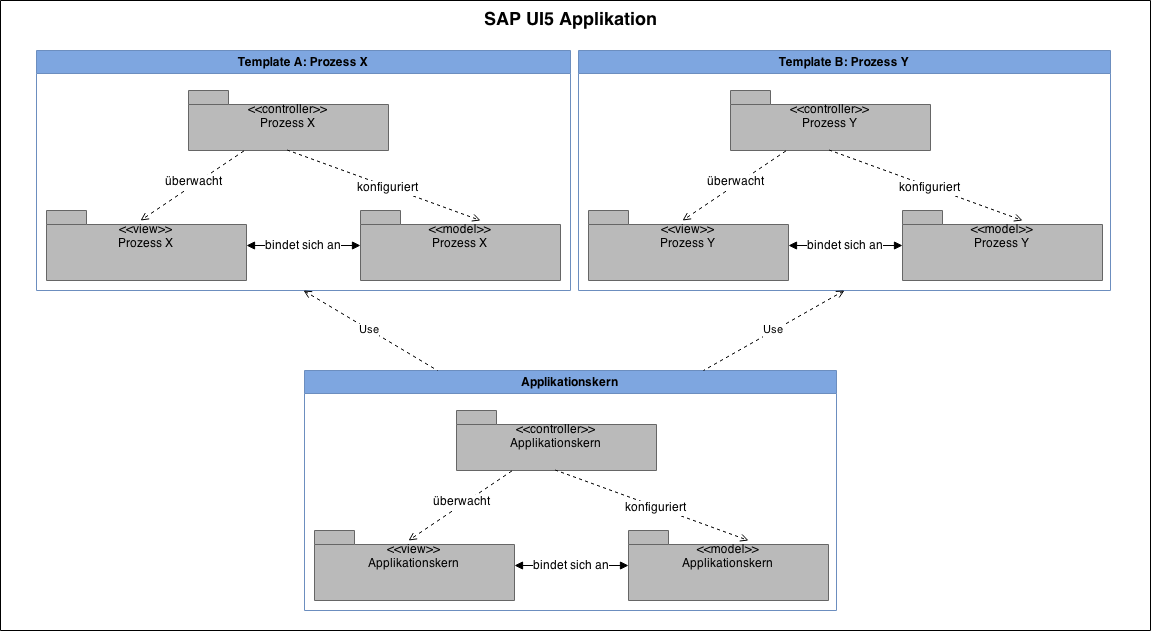 SAP UI5 Applikation
Template A: Prozess X
<<controller>>
Prozess X
überwacht
konfiguriert
<<view>>
Prozess X
bindet sich an
<<model>>
Prozess X
Template B: Prozess Y
<<controller>>
Prozess Y
überwacht
konfiguriert
<<view>>
Prozess Y
bindet sich an
<<model>>
Prozess Y
Use
Use
Applikationskern
<<controller>>
Applikationskern
überwacht
konfiguriert
<<view>>
Applikationskern
bindet sich an
<<model>>
Applikationskern